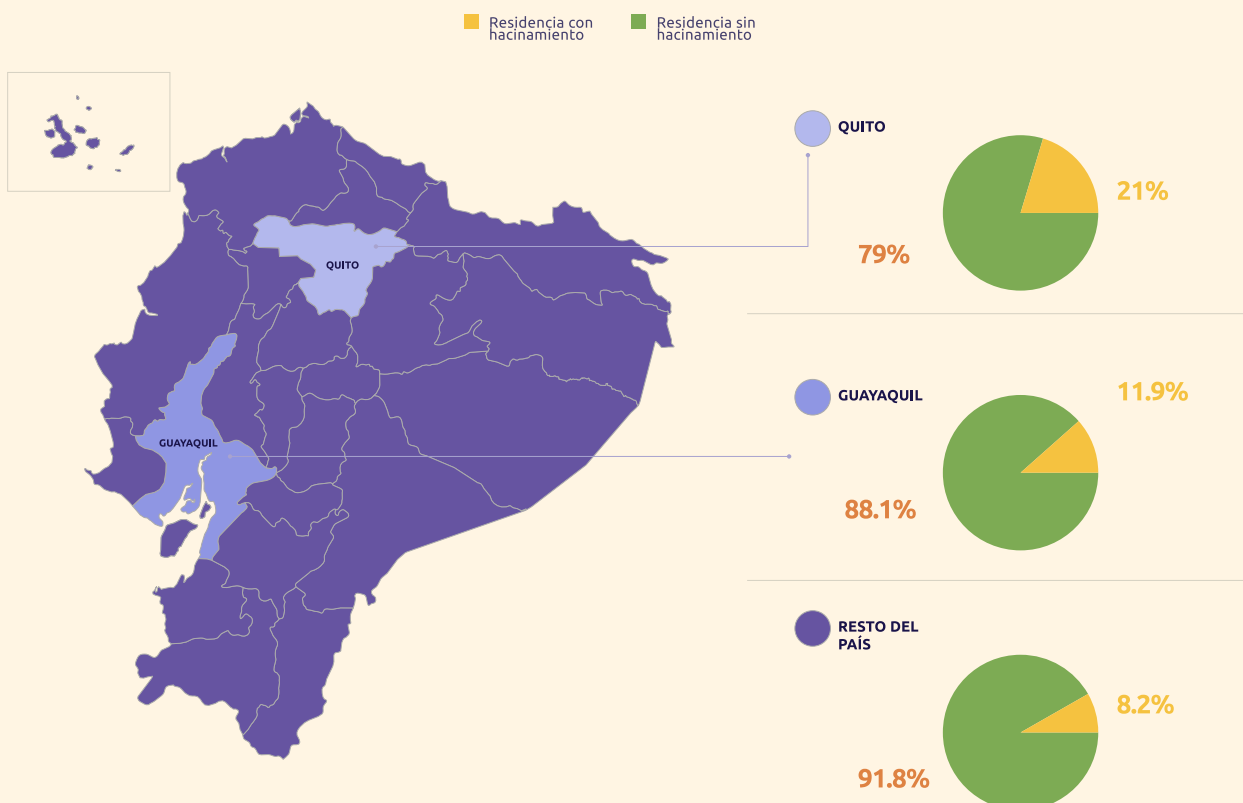 Residencia con
hacinamiento
Residencia sin
hacinamiento
QUITO
21%
79%
QUITO
GUAYAQUIL
11.9%
88.1%
GUAYAQUIL
RESTO DEL
PAÍS
8.2%
91.8%